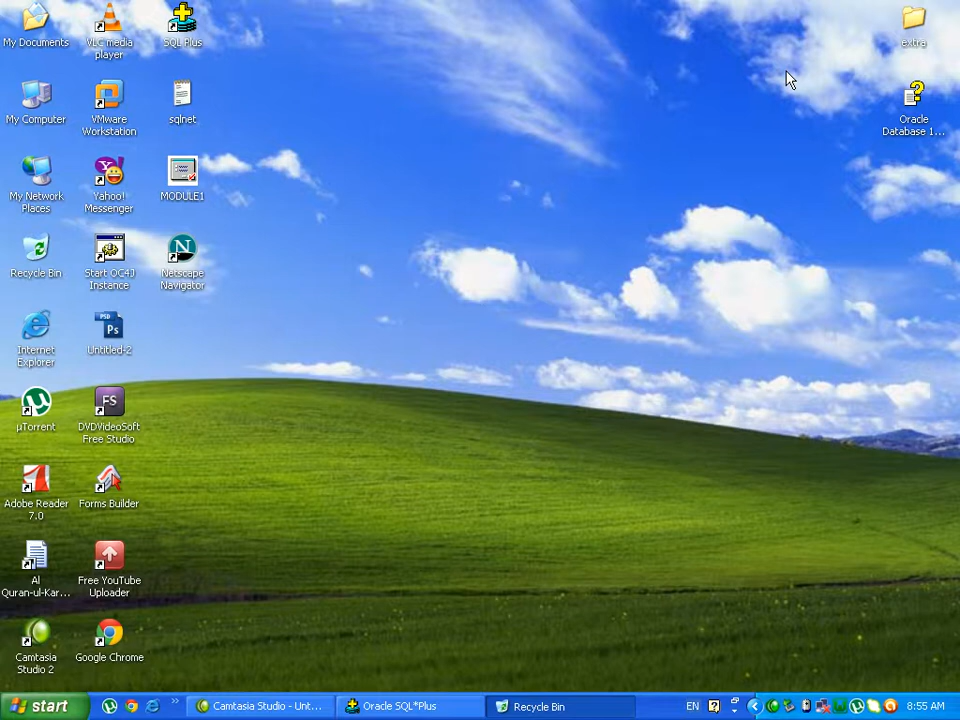 My Documents
VLC media
player
SQL Plus
extra
My Computer
VMware
Workstation
sqlnet
Oracle
Database 1...
My Network
Places
Yahoo!
Messenger
MODULE1
Recycle Bin
Start OC4J
Instance
Netscape
Navigator
N
Internet
Explorer
PSD
Ps
Untitled-2
µTorrent
FS
DVDVideoSoft
Free Studio
Adobe Reader
7.0
Forms Builder
Al
Quran-ul-Kar...
Free YouTube
Uploader
Camtasia
Studio 2
Google Chrome
start
Camtasia Studio - Unt...
Oracle SQL*Plus
Recycle Bin
EN
8:55 AM